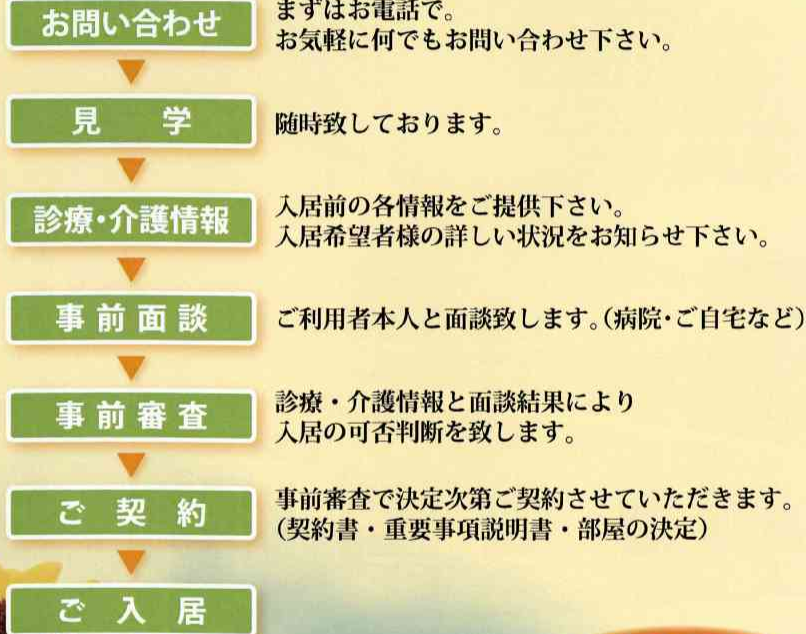 お問い合わせ
まずはお電話で。
お気軽に何でもお問い合わせ下さい。
見 学
随時致しております。
診療・介護情報
入居前の各情報をご提供下さい。
入居希望者様の詳しい状況をお知らせ下さい。
事前面談
ご利用者本人と面談致します。(病院・ご自宅など)
事前審査
診療・介護情報と面談結果により
入居の可否判断を致します。
ご契約
事前審査で決定次第ご契約させていただきます。
(契約書・重要事項説明書・部屋の決定)
ご入居